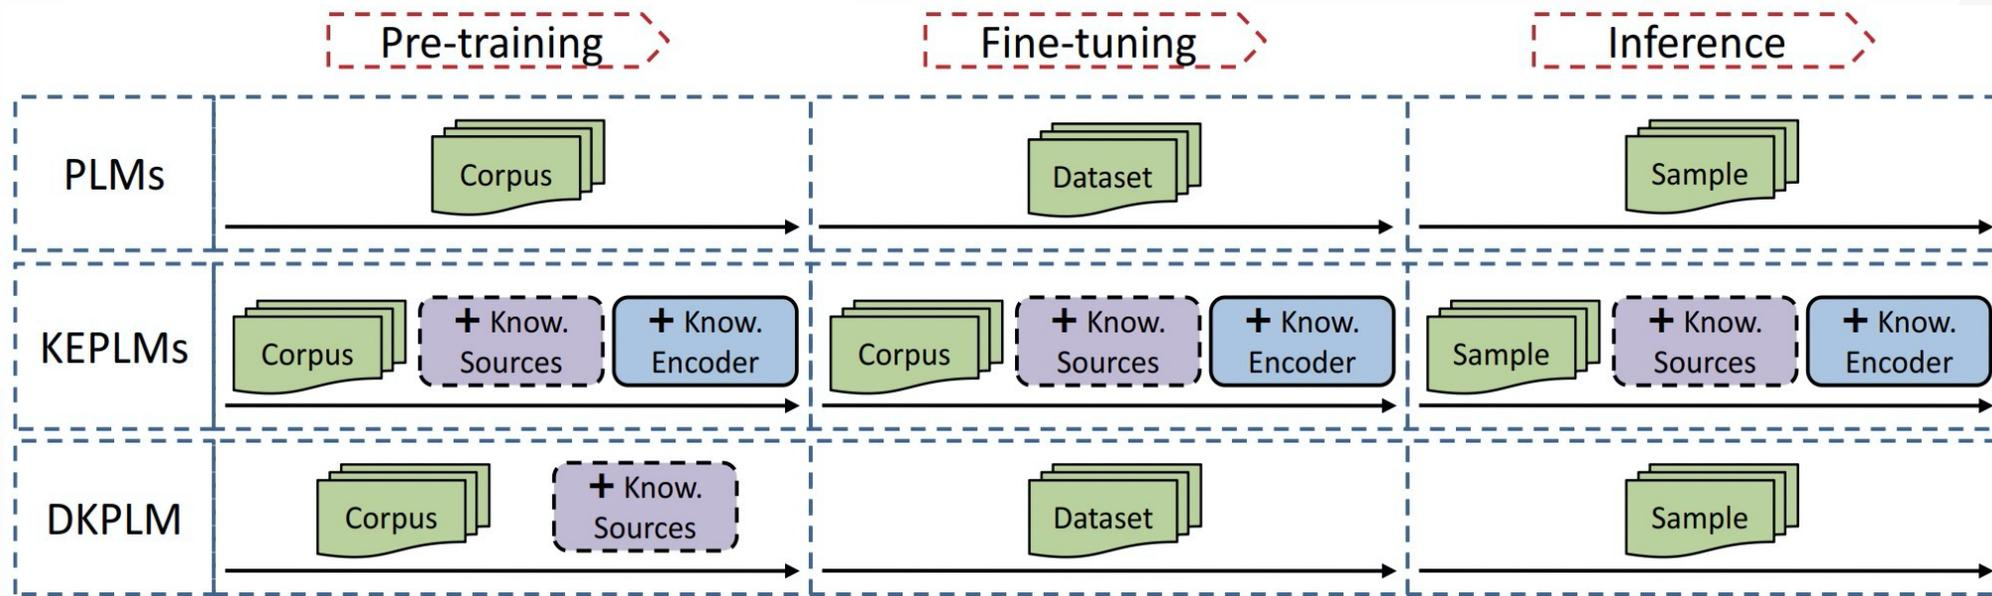 Pre-training
Fine-tuning
Inference
PLMs
Corpus
Dataset
Sample
KEPLMs
Corpus
+ Know.
Sources
+ Know.
Encoder
Corpus
+ Know.
Sources
+ Know.
Encoder
Sample
+ Know.
Sources
+ Know.
Encoder
DKPLM
Corpus
+ Know.
Sources
Dataset
Sample